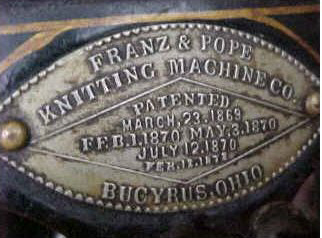 FRANZ & POPE
KNITTING MACHINE CO.
PATENTED
MARCH, 23. 1869
FEB. 1, 1870 MAY. 3. 1870
JULY 12. 1870
FEB.
BUCYRUS, OHIO